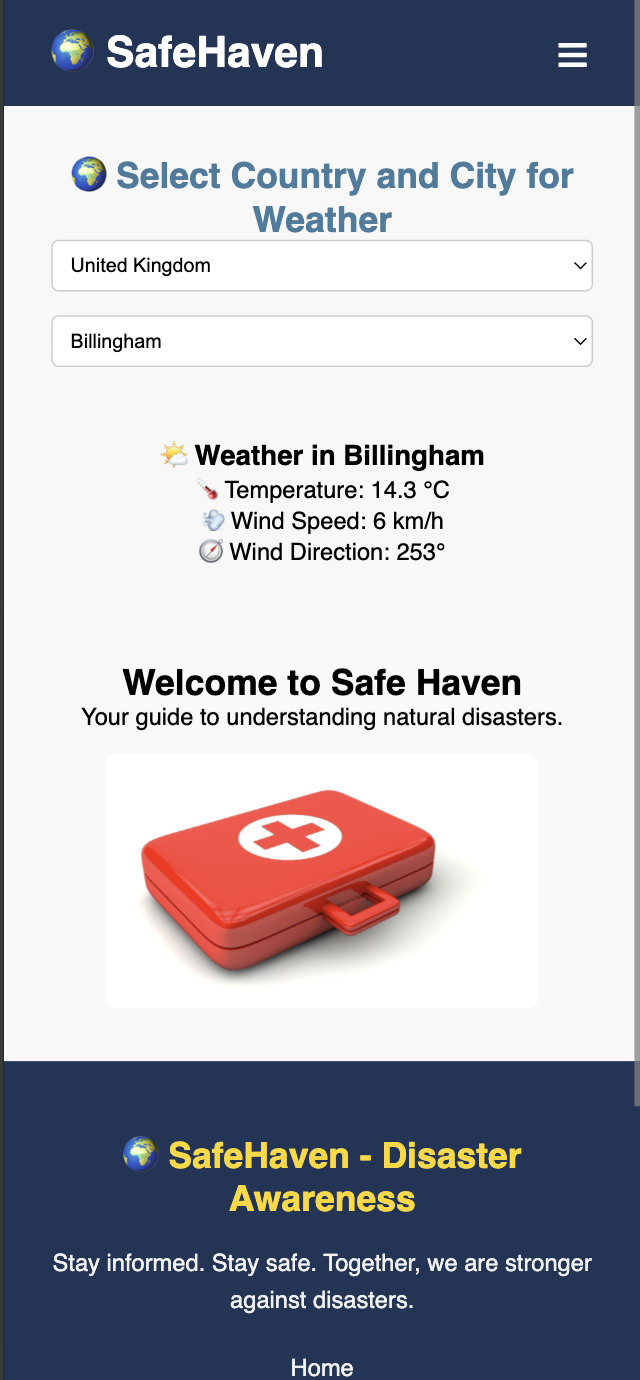 🌍 SafeHaven
🌍 Select Country and City for
Weather
United Kingdom
Billingham
🌤️ Weather in Billingham
🌡️ Temperature: 14.3 °C
💨 Wind Speed: 6 km/h
🧭 Wind Direction: 253°
Welcome to Safe Haven
Your guide to understanding natural disasters.
🌍 SafeHaven - Disaster
Awareness
Stay informed. Stay safe. Together, we are stronger
against disasters.
Home